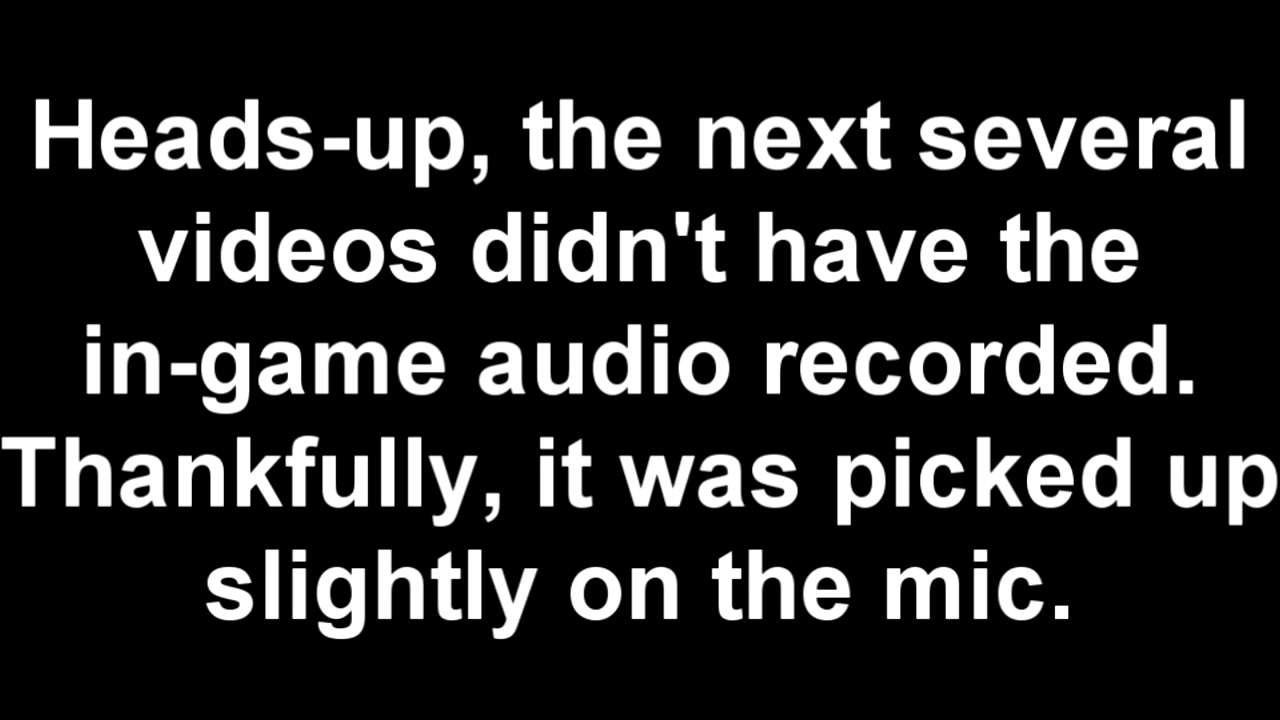 Heads-up, the next several
videos didn't have the
in-game audio recorded.
Thankfully, it was picked up
slightly on the mic.